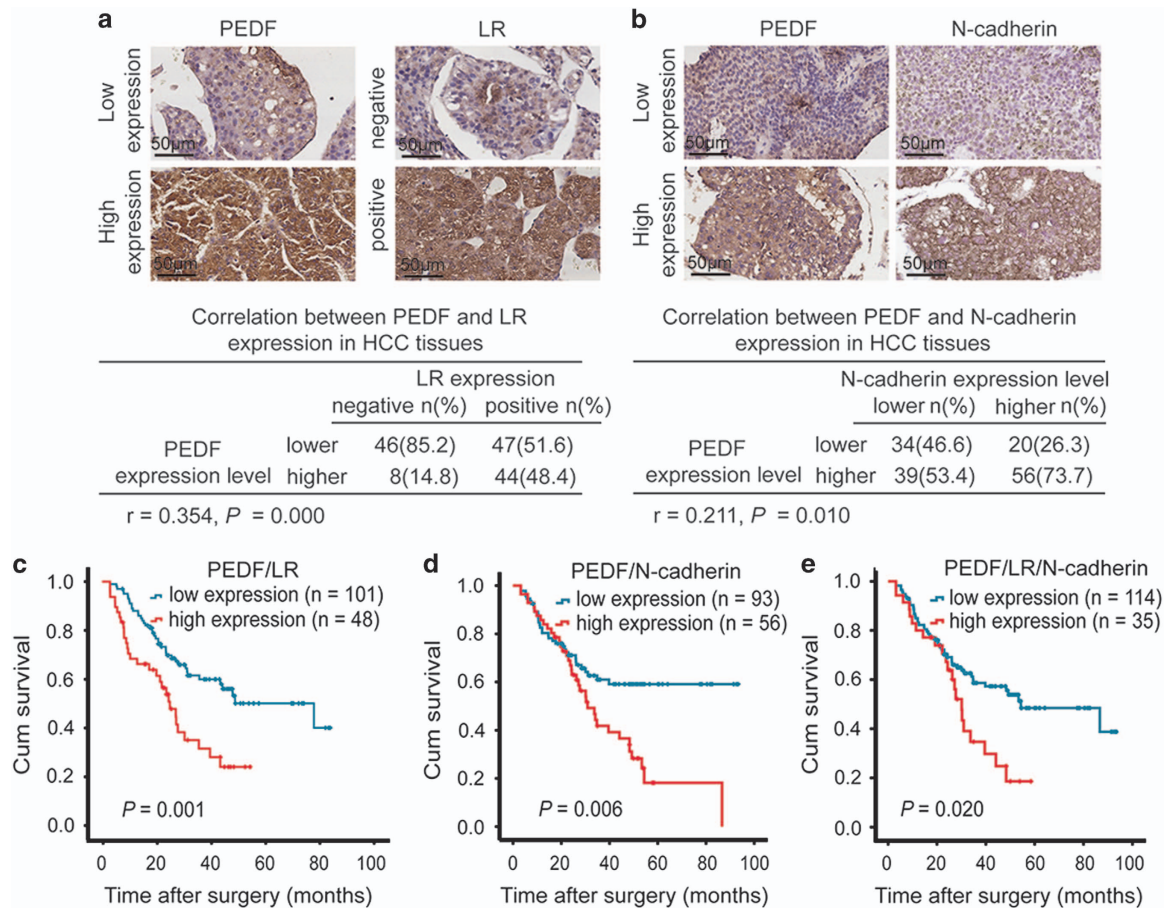 a
PEDF LR
Low expression
negative
50µm 50µm
High expression
positive
50µm 50µm
Correlation between PEDF and LR
expression in HCC tissues
LR expression
negative n(%) positive n(%)
PEDF lower 46(85.2) 47(51.6)
expression level higher 8(14.8) 44(48.4)
r = 0.354, P = 0.000
b
PEDF N-cadherin
Low expression
50µm 50µm
High expression
50µm 50µm
Correlation between PEDF and N-cadherin
expression in HCC tissues
N-cadherin expression level
lower n(%) higher n(%)
PEDF lower 34(46.6) 20(26.3)
expression level higher 39(53.4) 56(73.7)
r = 0.211, P = 0.010
c
PEDF/LR
low expression (n = 101)
high expression (n = 48)
Cum survival
1.0
0.8
0.6
0.4
0.2
0.0
P = 0.001
0 20 40 60 80 100
Time after surgery (months)
d
PEDF/N-cadherin
low expression (n = 93)
high expression (n = 56)
Cum survival
1.0
0.8
0.6
0.4
0.2
0.0
P = 0.006
0 20 40 60 80 100
Time after surgery (months)
e
PEDF/LR/N-cadherin
low expression (n = 114)
high expression (n = 35)
Cum survival
1.0
0.8
0.6
0.4
0.2
0.0
P = 0.020
0 20 40 60 80 100
Time after surgery (months)